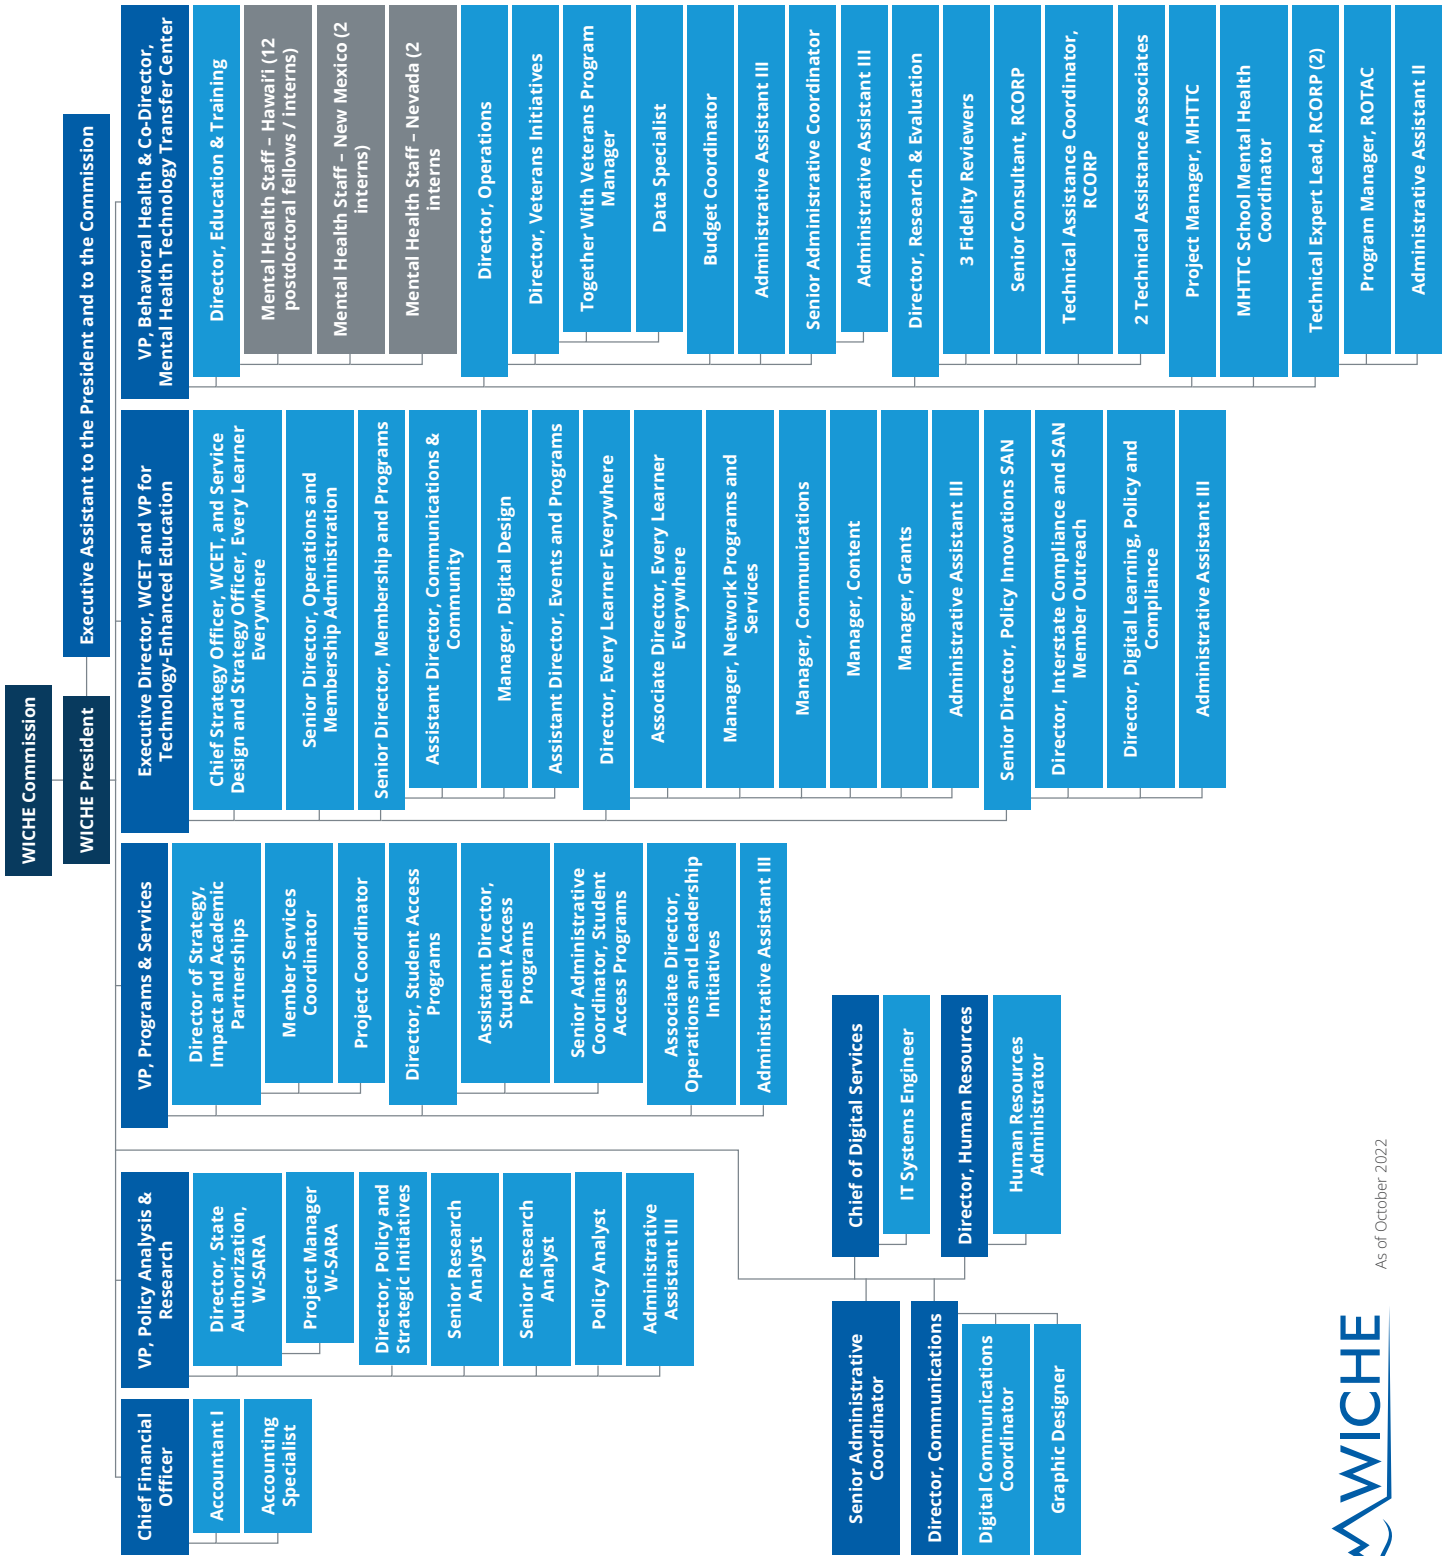 WICHE Commission
WICHE President
Executive Assistant to the President and to the Commission
Chief Financial
Officer
Accountant I
Accounting
Specialist
VP, Policy Analysis &
Research
Director, State
Authorization,
W-SARA
Project Manager
W-SARA
Director, Policy and
Strategic Initiatives
Senior Research
Analyst
Senior Research
Analyst
Policy Analyst
Administrative
Assistant III
VP, Programs & Services
Director of Strategy,
Impact and Academic
Partnerships
Member Services
Coordinator
Project Coordinator
Director, Student Access
Programs
Assistant Director,
Student Access
Programs
Senior Administrative
Coordinator, Student
Access Programs
Associate Director,
Operations and Leadership
Initiatives
Administrative Assistant III
Executive Director, WCET and VP for
Technology-Enhanced Education
Chief Strategy Officer, WCET, and Service
Design and Strategy Officer, Every Learner
Everywhere
Senior Director, Operations and
Membership Administration
Senior Director, Membership and Programs
Assistant Director, Communications &
Community
Manager, Digital Design
Assistant Director, Events and Programs
Director, Every Learner Everywhere
Associate Director, Every Learner
Everywhere
Manager, Network Programs and
Services
Manager, Communications
Manager, Content
Manager, Grants
Administrative Assistant III
Senior Director, Policy Innovations SAN
Director, Interstate Compliance and SAN
Member Outreach
Director, Digital Learning, Policy and
Compliance
Administrative Assistant III
VP, Behavioral Health & Co-Director,
Mental Health Technology Transfer Center
Director, Education & Training
Mental Health Staff – Hawai‘i (12
postdoctoral fellows / interns)
Mental Health Staff – New Mexico (2
interns)
Mental Health Staff – Nevada (2
interns
Director, Operations
Director, Veterans Initiatives
Together With Veterans Program
Manager
Data Specialist
Budget Coordinator
Administrative Assistant III
Senior Administrative Coordinator
Administrative Assistant III
Director, Research & Evaluation
3 Fidelity Reviewers
Senior Consultant, RCORP
Technical Assistance Coordinator,
RCORP
2 Technical Assistance Associates
Project Manager, MHTTC
MHTTC School Mental Health
Coordinator
Technical Expert Lead, RCORP (2)
Program Manager, ROTAC
Administrative Assistant II
Senior Administrative
Coordinator
Director, Communications
Digital Communications
Coordinator
Graphic Designer
Chief of Digital Services
IT Systems Engineer
Director, Human Resources
Human Resources
Administrator
WICHE
As of October 2022